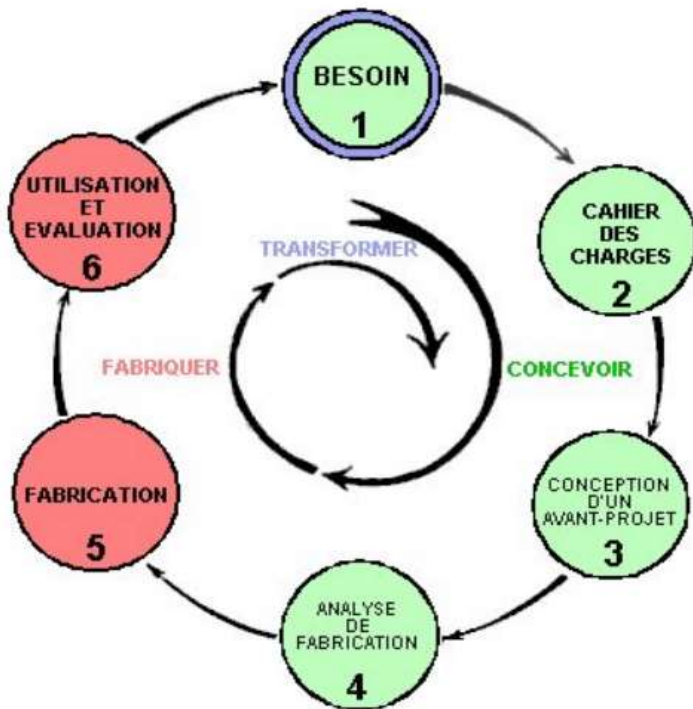 BESOIN
1
CAHIER
DES
CHARGES
2
CONCEPTION
D'UN
AVANT-PROJET
3
ANALYSE
DE
FABRICATION
4
FABRICATION
5
UTILISATION
ET
EVALUATION
6
TRANSFORMER
CONCEVOIR
FABRIQUER